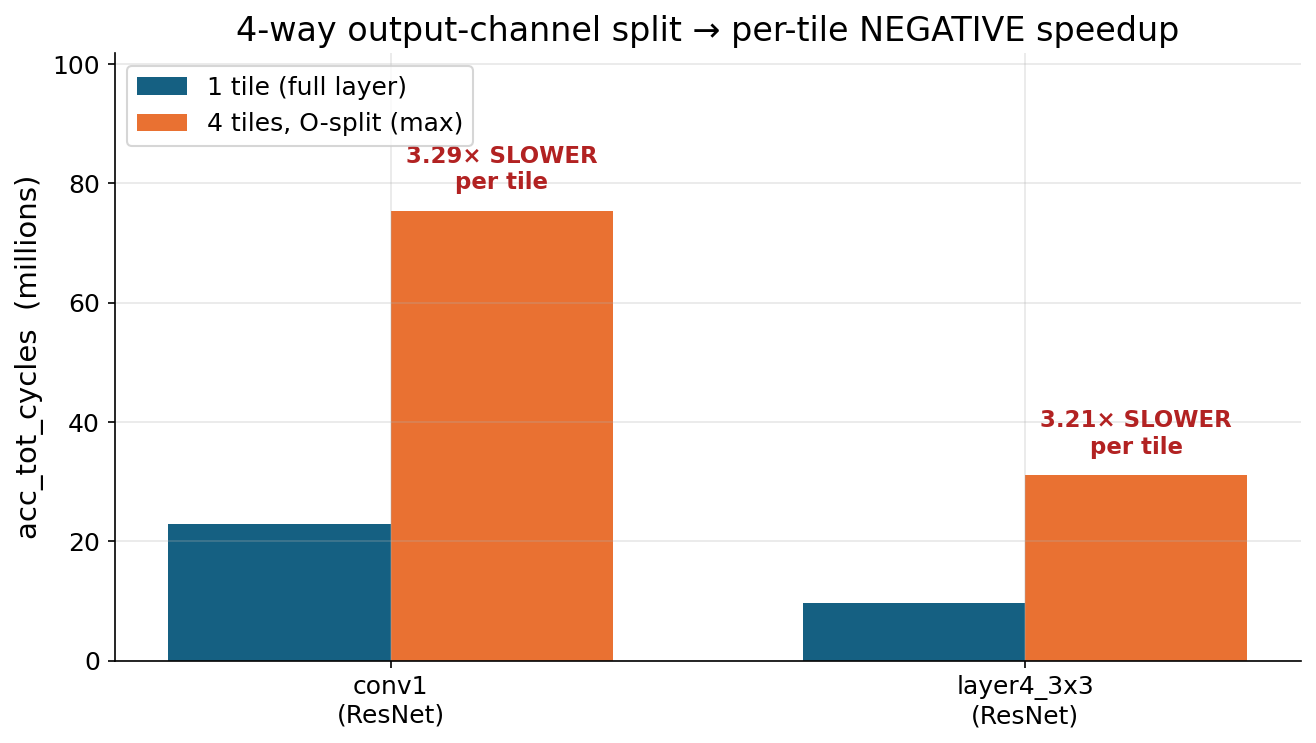 4-way output-channel split → per-tile NEGATIVE speedup
1 tile (full layer)
4 tiles, O-split (max)
3.29× SLOWER
per tile
3.21× SLOWER
per tile
acc_tot_cycles (millions)
100
80
60
40
20
0
conv1
(ResNet)
layer4_3x3
(ResNet)